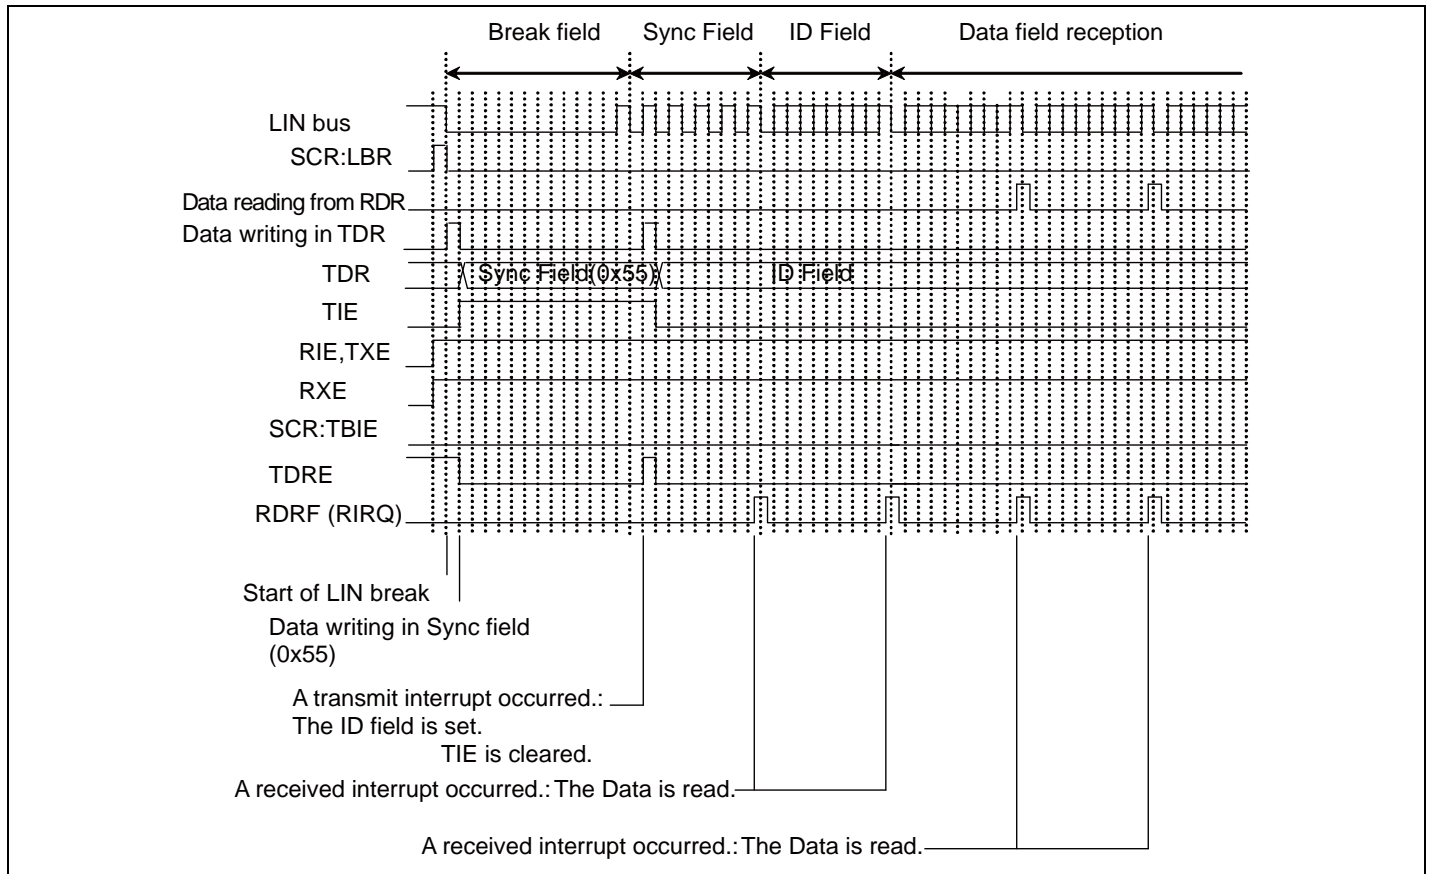 Break field Sync Field ID Field Data field reception
LIN bus
SCR:LBR
Data reading from RDR
Data writing in TDR
TDR Sync Field(0x55) ID Field
TIE
RIE,TXE
RXE
SCR:TBIE
TDRE
RDRF (RIRQ)
Start of LIN break
Data writing in Sync field
(0x55)
A transmit interrupt occurred.:
The ID field is set.
TIE is cleared.
A received interrupt occurred.: The Data is read.
A received interrupt occurred.: The Data is read.